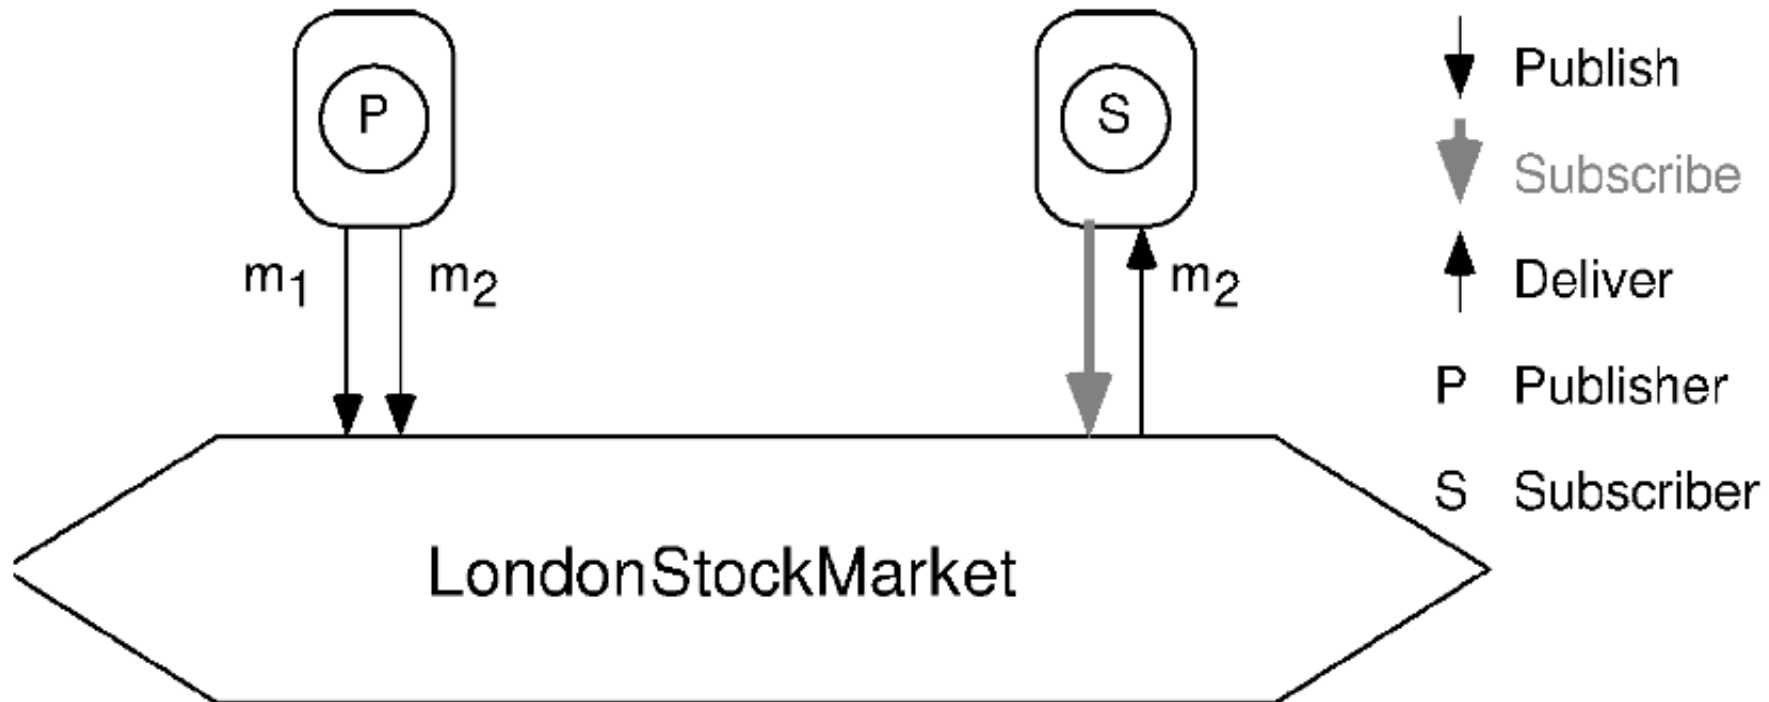 P
S
m1
m2
m2
LondonStockMarket
Publish
Subscribe
Deliver
P Publisher
S Subscriber